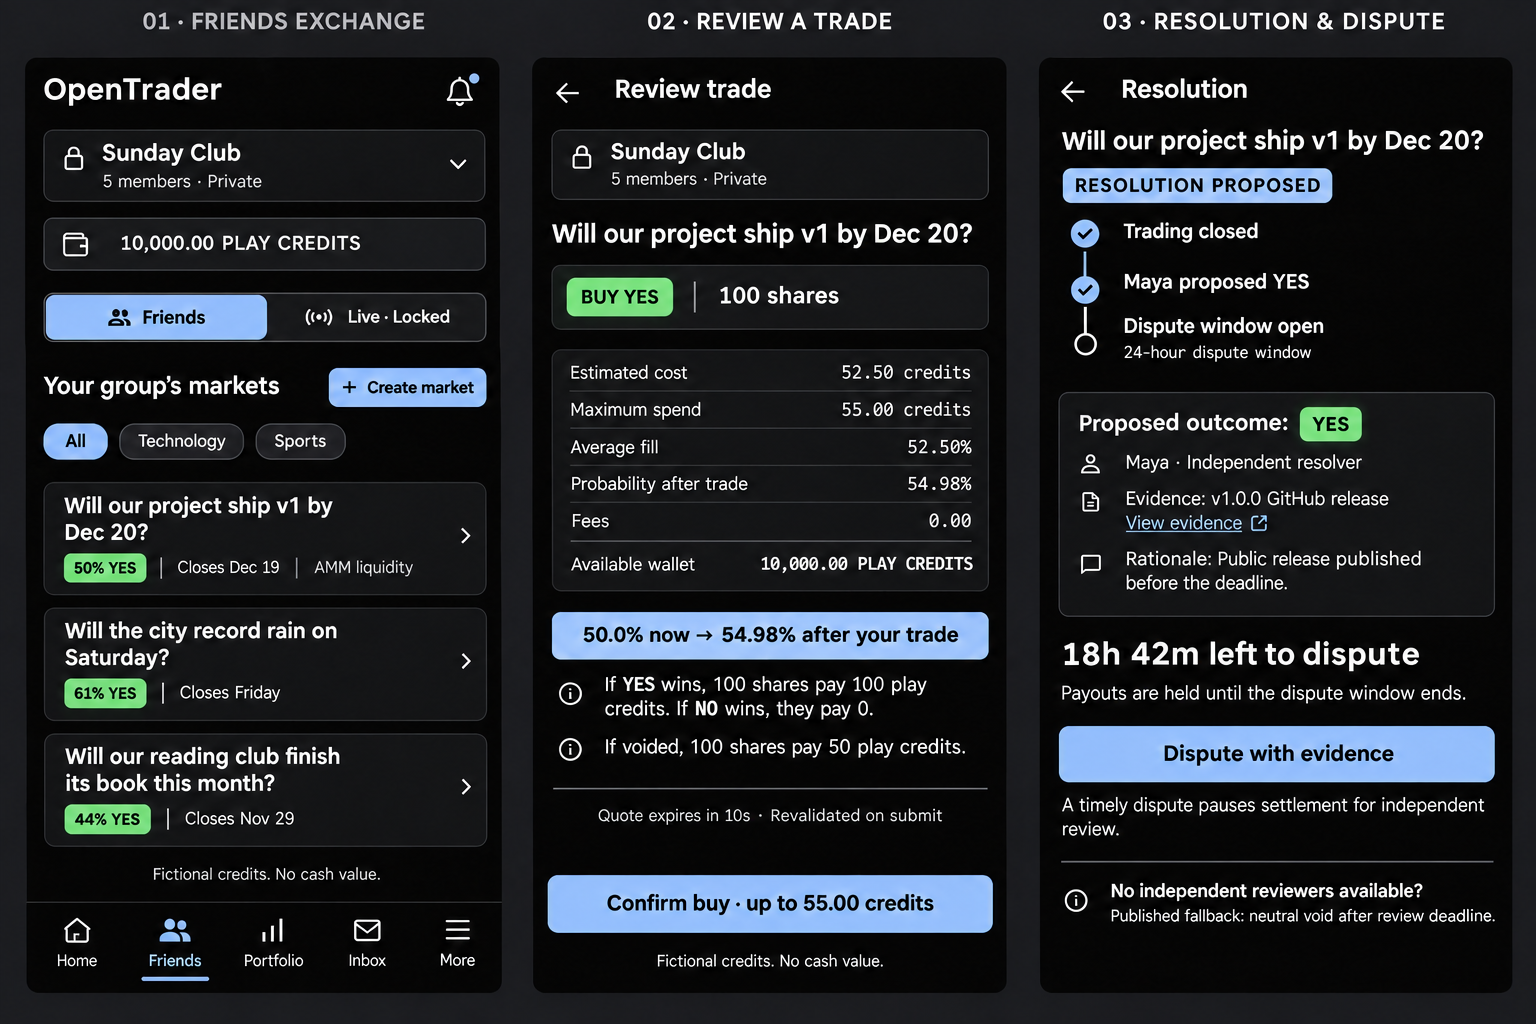 01 · FRIENDS EXCHANGE
OpenTrader
Sunday Club
5 members · Private
10,000.00 PLAY CREDITS
Friends
Live · Locked
Your group's markets
+ Create market
All
Technology
Sports
Will our project ship v1 by
Dec 20?
50% YES | Closes Dec 19 | AMM liquidity
Will the city record rain on
Saturday?
61% YES | Closes Friday
Will our reading club finish
its book this month?
44% YES | Closes Nov 29
Fictional credits. No cash value.
Home
Friends
Portfolio
Inbox
More
02 · REVIEW A TRADE
Review trade
Sunday Club
5 members · Private
Will our project ship v1 by Dec 20?
BUY YES | 100 shares
Estimated cost 52.50 credits
Maximum spend 55.00 credits
Average fill 52.50%
Probability after trade 54.98%
Fees 0.00
Available wallet 10,000.00 PLAY CREDITS
50.0% now → 54.98% after your trade
If YES wins, 100 shares pay 100 play
credits. If NO wins, they pay 0.
If voided, 100 shares pay 50 play credits.
Quote expires in 10s · Revalidated on submit
Confirm buy · up to 55.00 credits
Fictional credits. No cash value.
03 · RESOLUTION & DISPUTE
Resolution
Will our project ship v1 by Dec 20?
RESOLUTION PROPOSED
Trading closed
Maya proposed YES
Dispute window open
24-hour dispute window
Proposed outcome: YES
Maya · Independent resolver
Evidence: v1.0.0 GitHub release
View evidence
Rationale: Public release published
before the deadline.
18h 42m left to dispute
Payouts are held until the dispute window ends.
Dispute with evidence
A timely dispute pauses settlement for independent
review.
No independent reviewers available?
Published fallback: neutral void after review deadline.